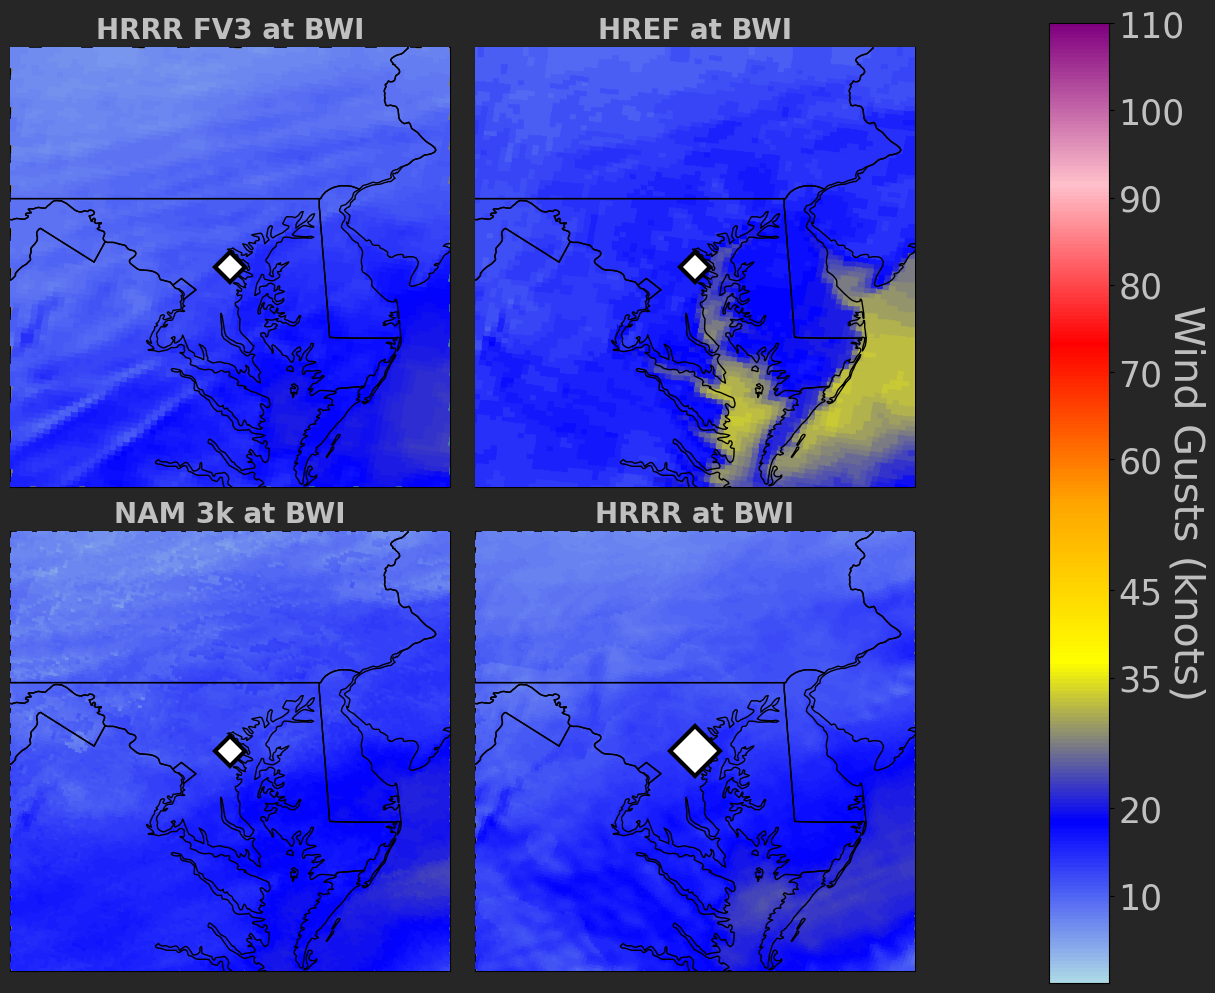 HRRR FV3 at BWI
HREF at BWI
NAM 3k at BWI
HRRR at BWI
110
100
90
80
70
60
45
35
20
10
Wind Gusts (knots)